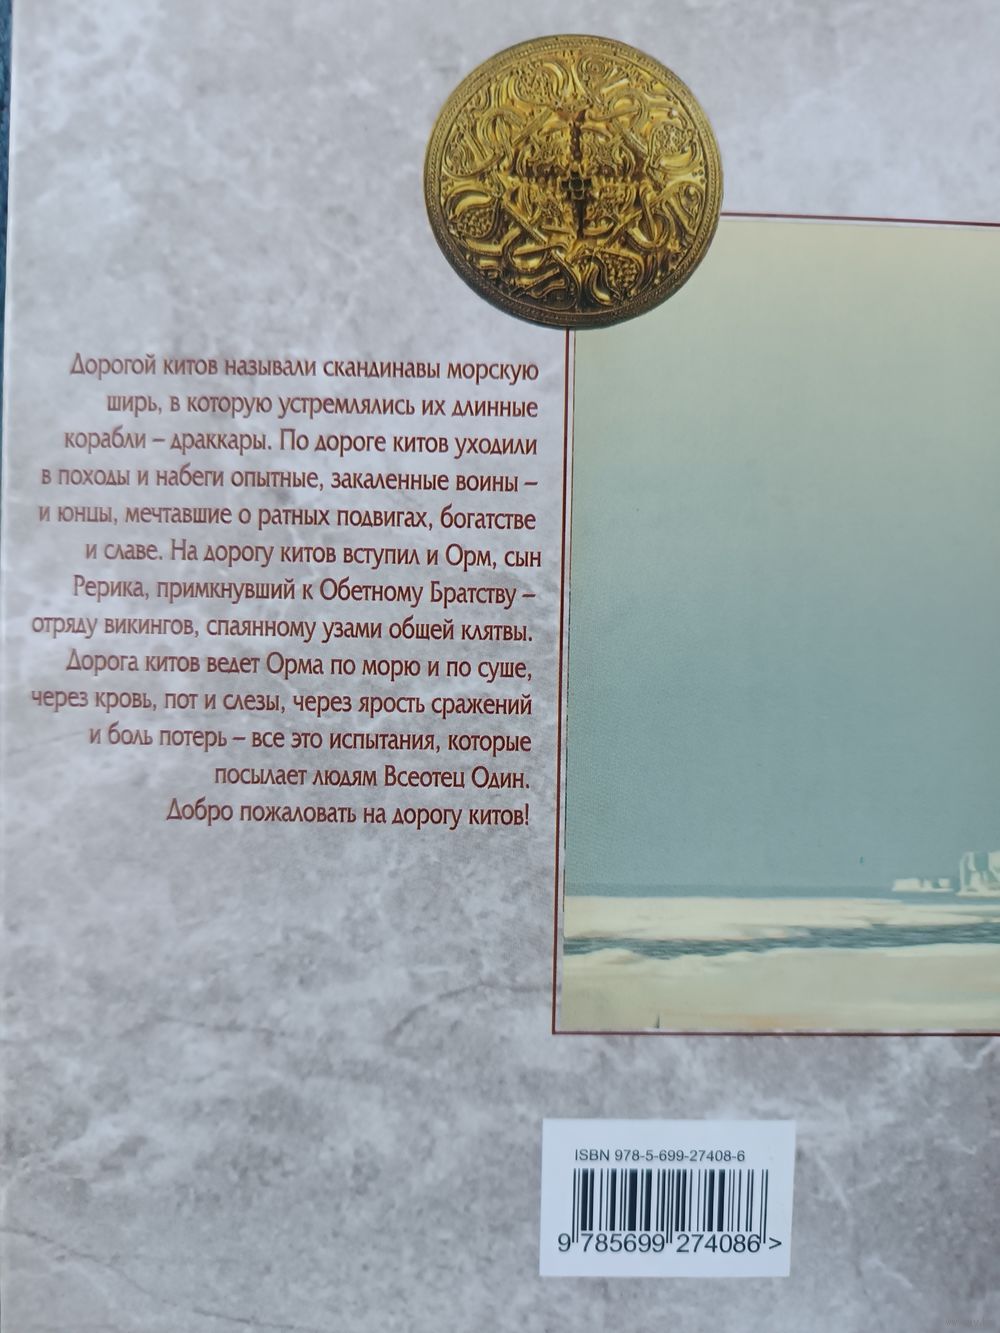 Дорогой китов называли скандинавы морскую
ширь, в которую устремлялись их длинные
корабли – драккары. По дороге китов уходили
в походы и набеги опытные, закаленные воины –
и юнцы, мечтавшие о ратных подвигах, богатстве
и славе. На дорогу китов вступил и Орм, сын
Рерика, примкнувший к Обетному Братству –
отряду викингов, спаянному узами общей клятвы.
Дорога китов ведет Орма по морю и по суше,
через кровь, пот и слезы, через ярость сражений
и боль потерь – все это испытания, которые
посылает людям Всеотец Один.
Добро пожаловать на дорогу китов!
ISBN 978-5-699-27408-6
9 785699 274086 >